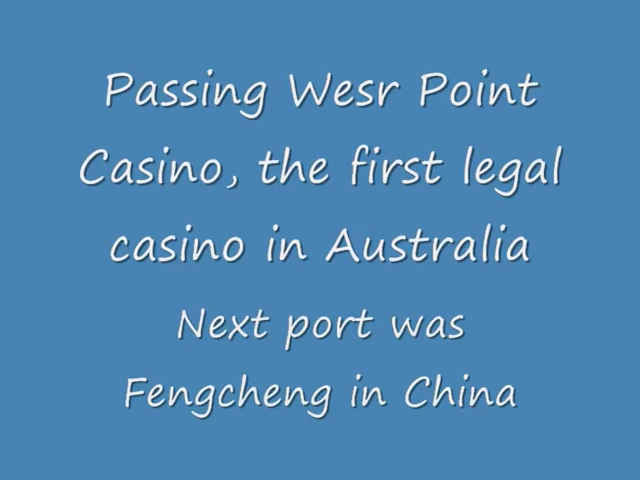 Passing Wesr Point
Casino, the first legal
casino in Australia
Next port was
Fengcheng in China